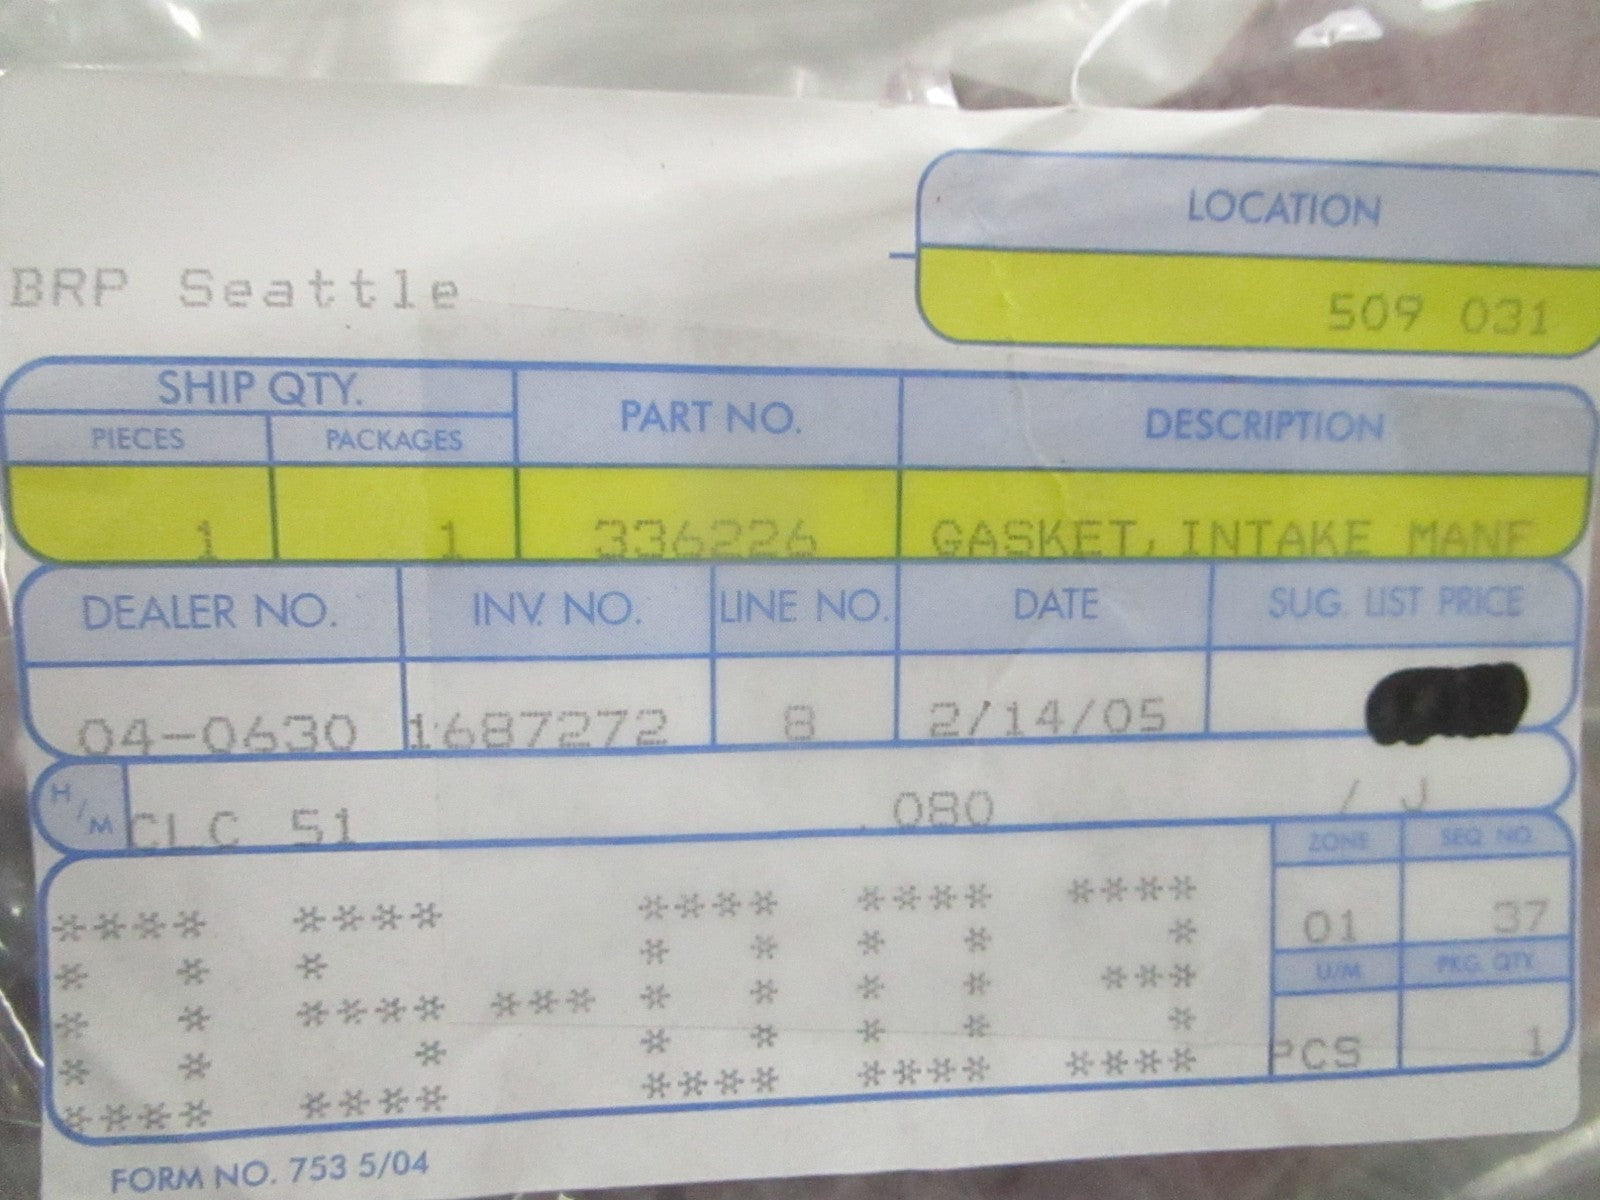 LOCATION
509 031
BRP Seattle
SHIP QTY.
PIECES PACKAGES PART NO. DESCRIPTION
1 1 336226 GASKET, INTAKE MANF
DEALER NO. INV. NO. LINE NO. DATE SUG. LIST PRICE
04-0630 1687272 8 2/14/05
H/M CLC 51 .080 / J
ZONE SEQ. NO.
01 37
U/M PKG. QTY.
PCS 1
**** **** **** **** ****
* * * * * * * *
* * **** *** * * * * ***
* * * * * * * *
**** **** **** **** ****
FORM NO. 753 5/04